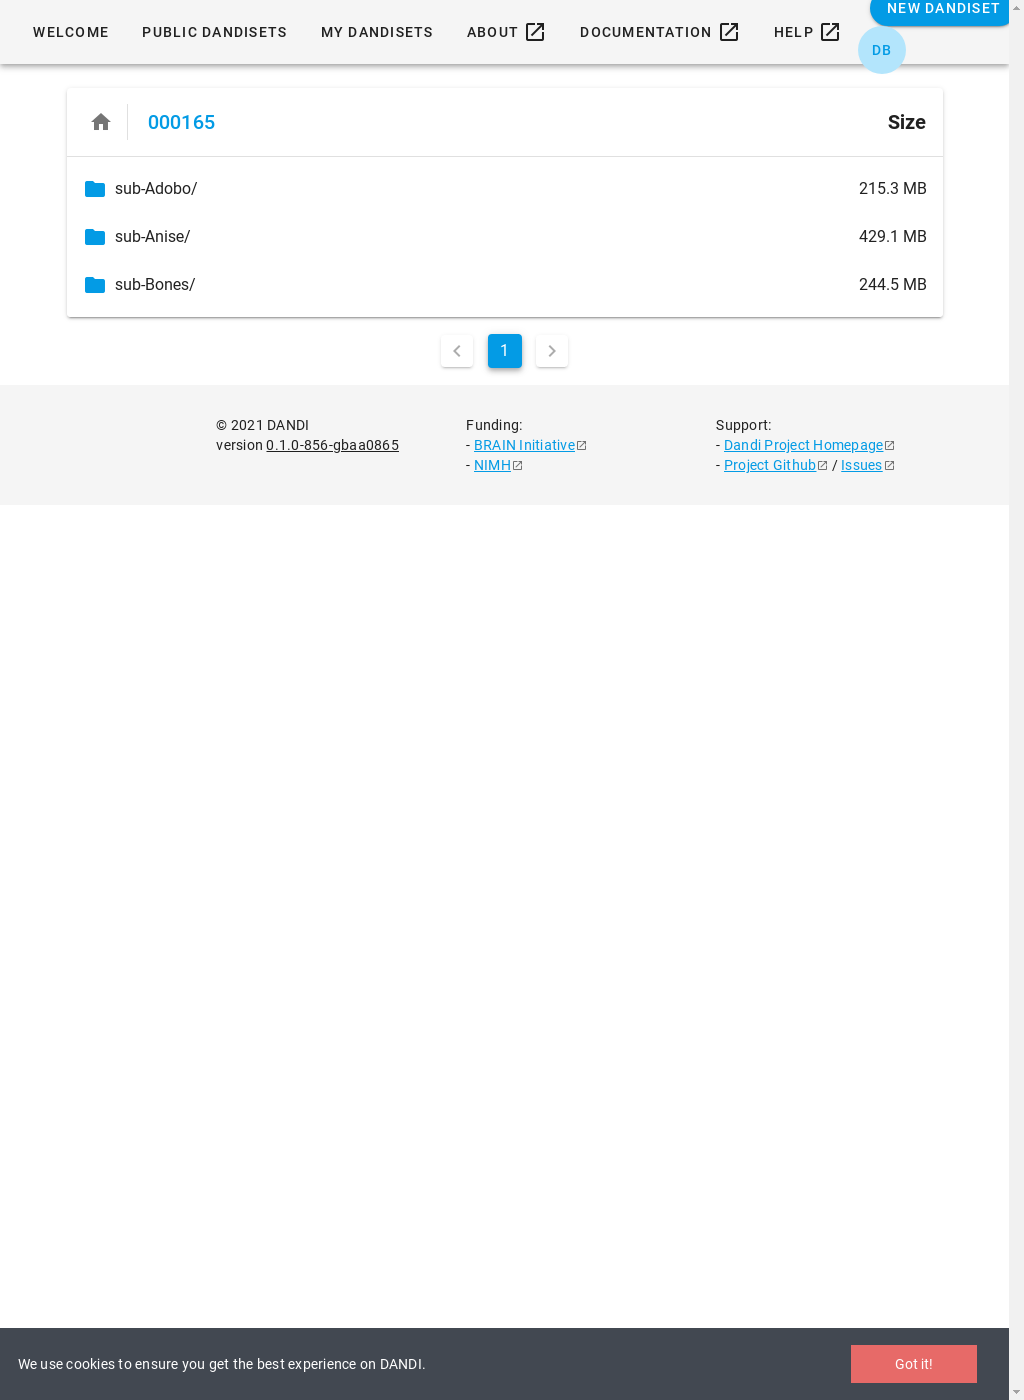 WELCOME PUBLIC DANDISETS MY DANDISETS ABOUT DOCUMENTATION HELP NEW DANDISET
DB
000165 Size
sub-Adobo/ 215.3 MB
sub-Anise/ 429.1 MB
sub-Bones/ 244.5 MB
1
© 2021 DANDI
version 0.1.0-856-gbaa0865
Funding:
- BRAIN Initiative
- NIMH
Support:
- Dandi Project Homepage
- Project Github / Issues
We use cookies to ensure you get the best experience on DANDI. Got it!